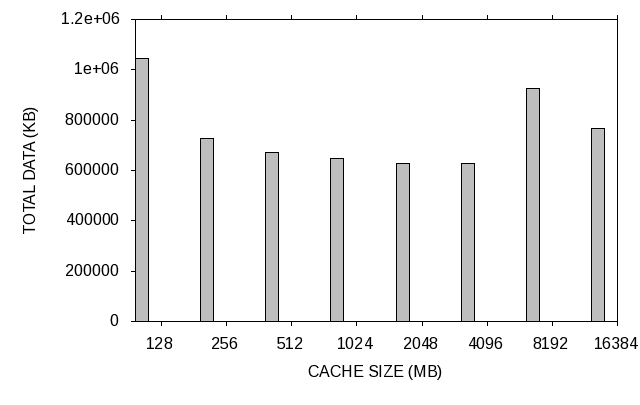 1.2e+06
1e+06
800000
600000
400000
200000
0
TOTAL DATA (KB)
128 256 512 1024 2048 4096 8192 16384
CACHE SIZE (MB)